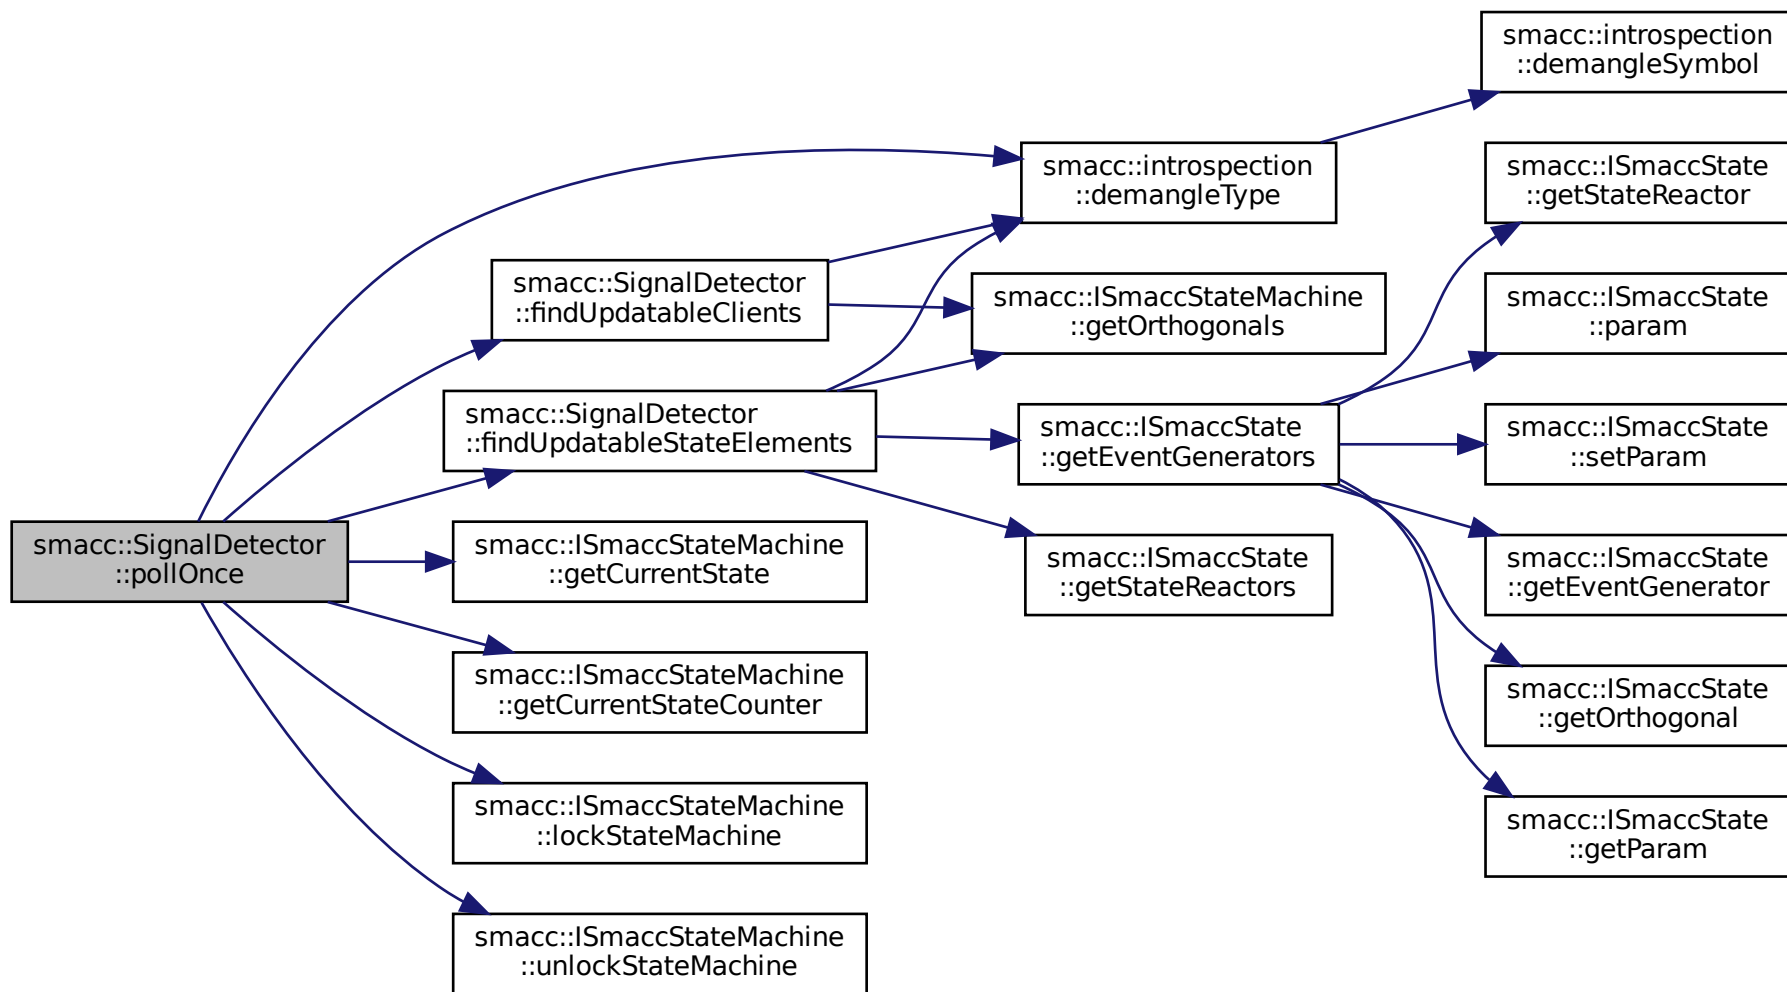 smacc::introspection
::demangleSymbol
smacc::introspection
::demangleType
smacc::ISmaccState
::getStateReactor
smacc::SignalDetector
::findUpdatableClients
smacc::ISmaccStateMachine
::getOrthogonals
smacc::ISmaccState
::param
smacc::SignalDetector
::findUpdatableStateElements
smacc::ISmaccState
::getEventGenerators
smacc::ISmaccState
::setParam
smacc::SignalDetector
::pollOnce
smacc::ISmaccStateMachine
::getCurrentState
smacc::ISmaccState
::getStateReactors
smacc::ISmaccState
::getEventGenerator
smacc::ISmaccStateMachine
::getCurrentStateCounter
smacc::ISmaccState
::getOrthogonal
smacc::ISmaccStateMachine
::lockStateMachine
smacc::ISmaccState
::getParam
smacc::ISmaccStateMachine
::unlockStateMachine